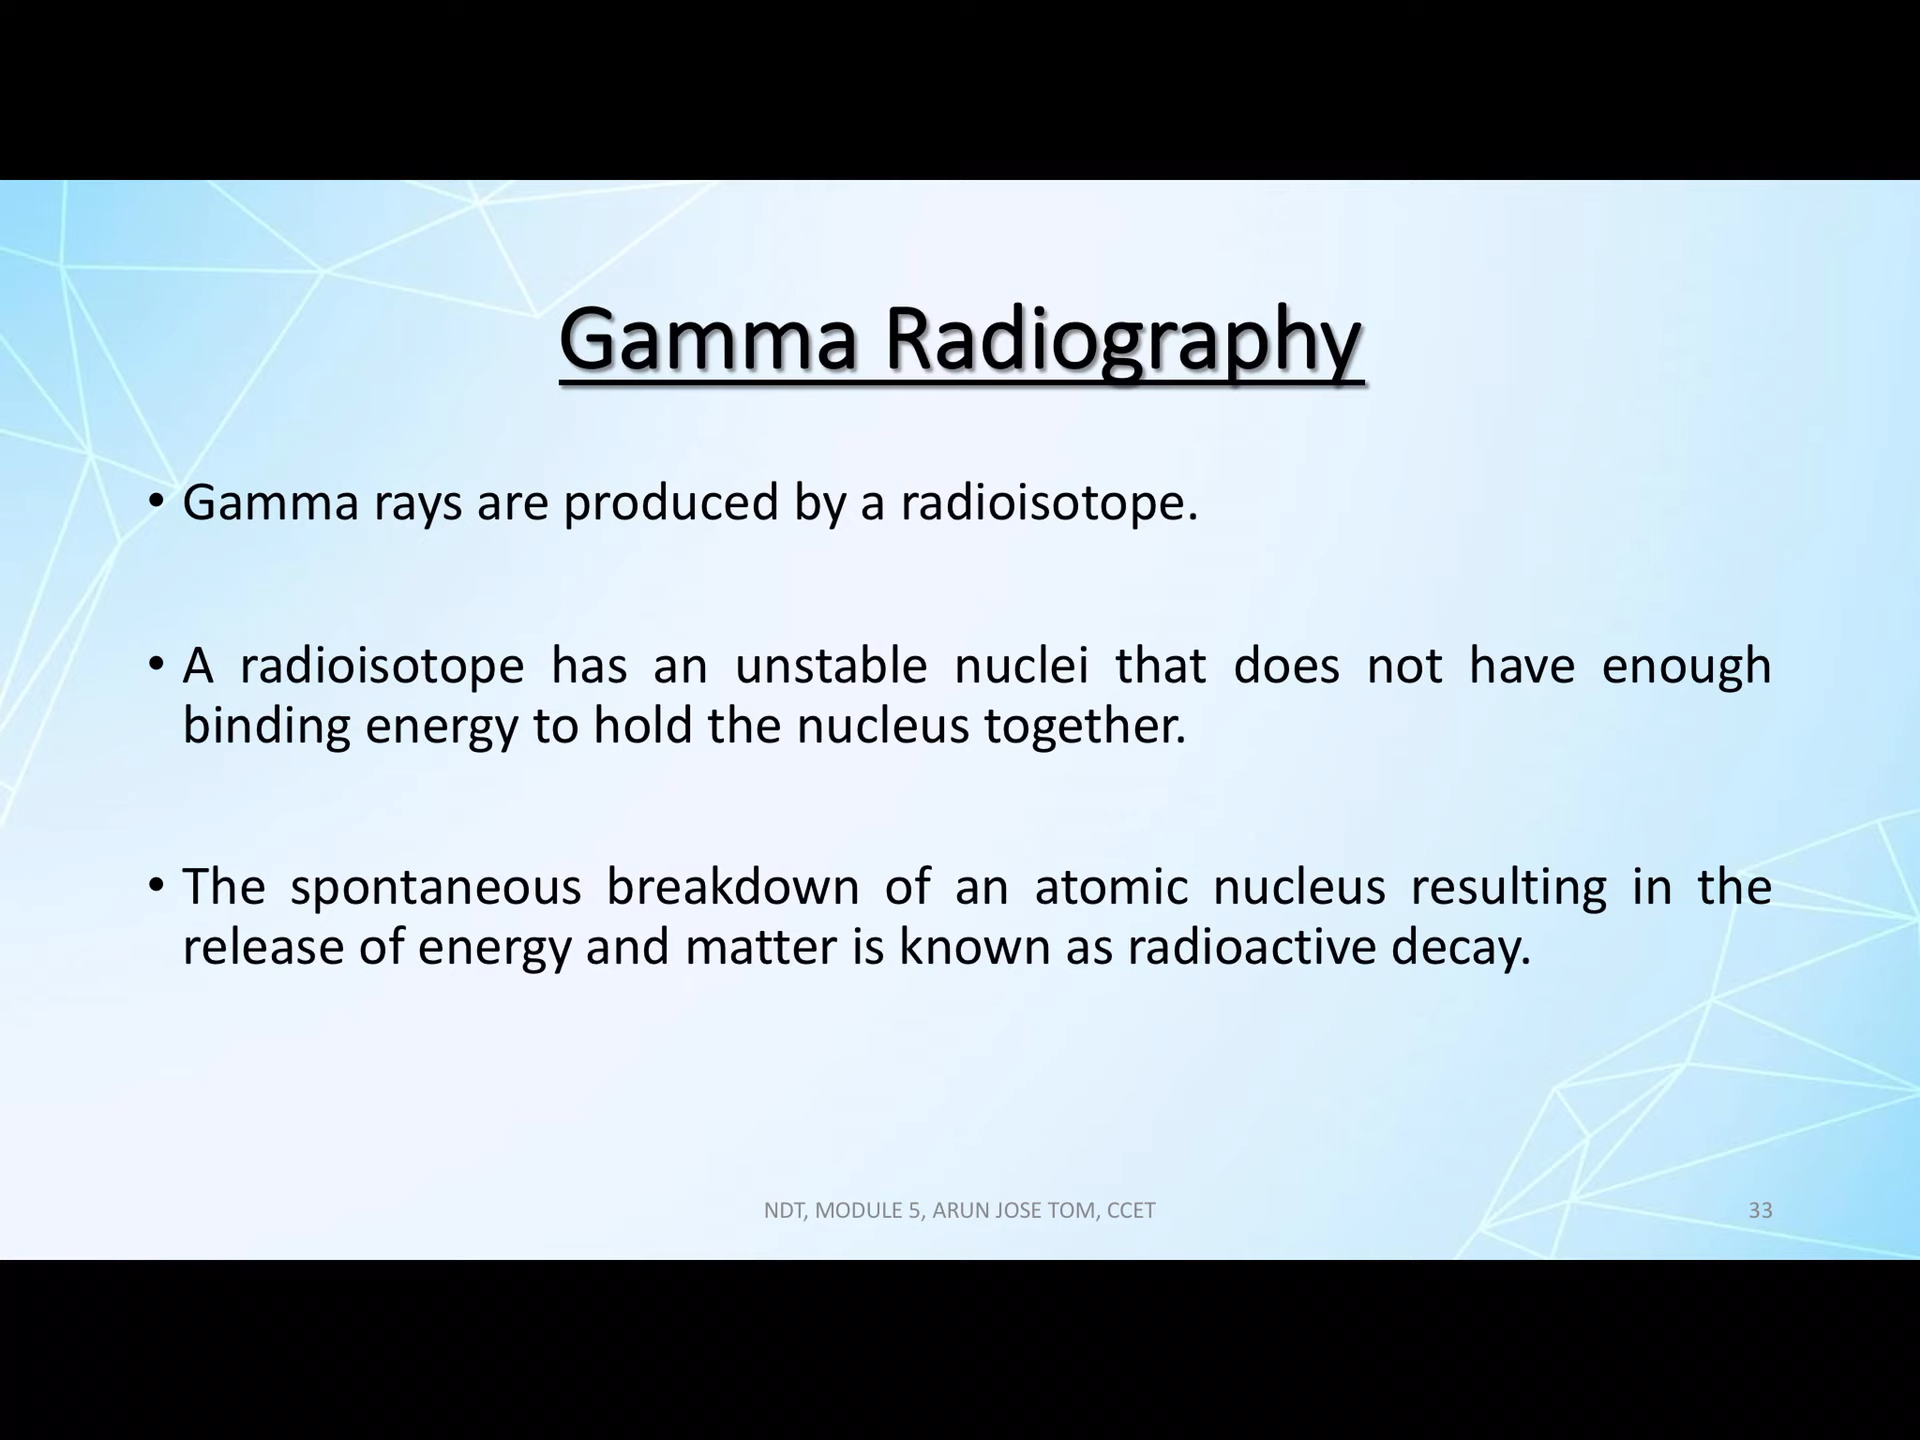 Gamma Radiography
• Gamma rays are produced by a radioisotope.
• A radioisotope has an unstable nuclei that does not have enough
binding energy to hold the nucleus together.
• The spontaneous breakdown of an atomic nucleus resulting in the
release of energy and matter is known as radioactive decay.
NDT, MODULE 5, ARUN JOSE TOM, CCET
33